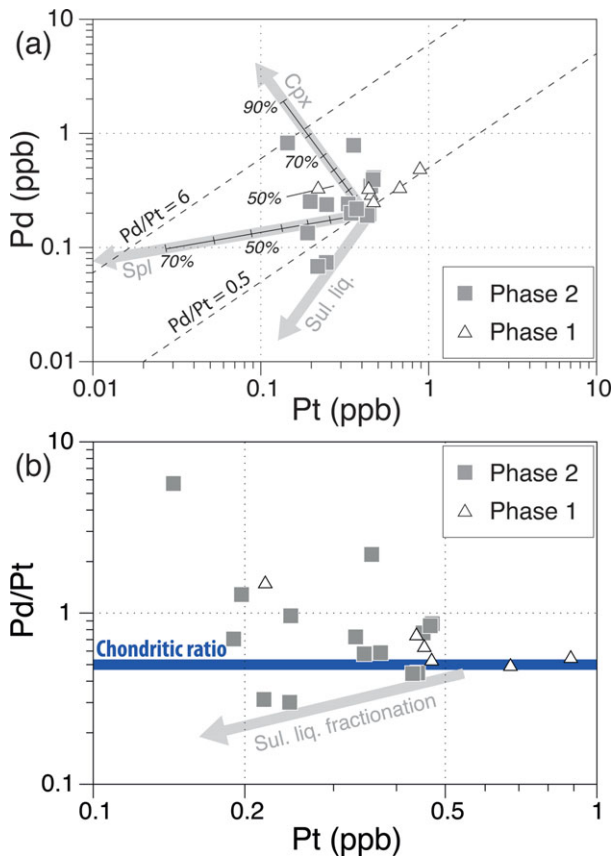 (a)
10
1
0.1
0.01
Pd (ppb)
Cpx
90%
70%
50%
Pd/Pt = 6
50%
70%
Spl
Pd/Pt = 0.5
Sul. liq.
Phase 2
Phase 1
0.01
0.1
1
10
Pt (ppb)
(b)
10
1
0.1
Pd/Pt
Phase 2
Phase 1
Chondritic ratio
Sul. liq. fractionation
0.1
0.2
0.5
1
Pt (ppb)